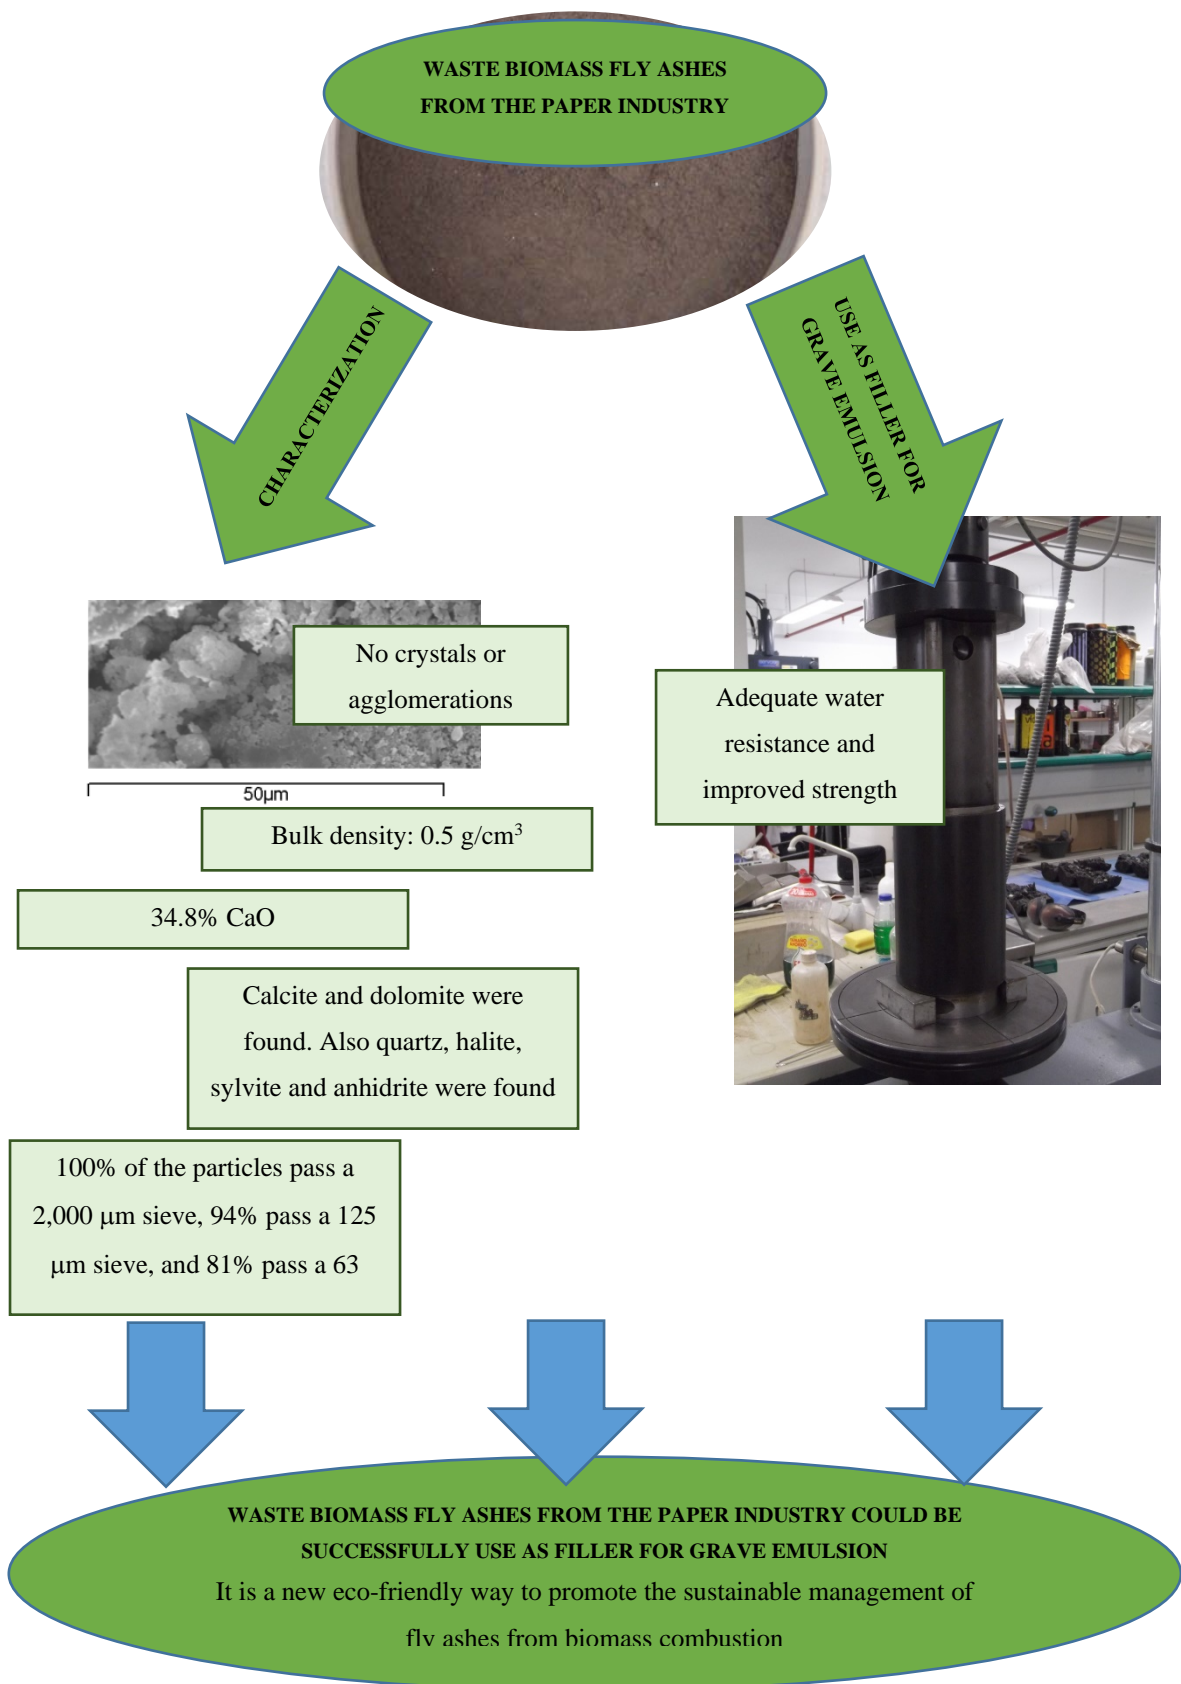 WASTE BIOMASS FLY ASHES
FROM THE PAPER INDUSTRY
CHARACTERIZATION
USE AS FILLER FOR
GRAVE EMULSION
No crystals or
agglomerations
50µm
Bulk density: 0.5 g/cm³
34.8% CaO
Calcite and dolomite were
found. Also quartz, halite,
sylvite and anhidrite were found
100% of the particles pass a
2,000 µm sieve, 94% pass a 125
µm sieve, and 81% pass a 63
Adequate water
resistance and
improved strength
WASTE BIOMASS FLY ASHES FROM THE PAPER INDUSTRY COULD BE
SUCCESSFULLY USE AS FILLER FOR GRAVE EMULSION
It is a new eco-friendly way to promote the sustainable management of
fly ashes from biomass combustion